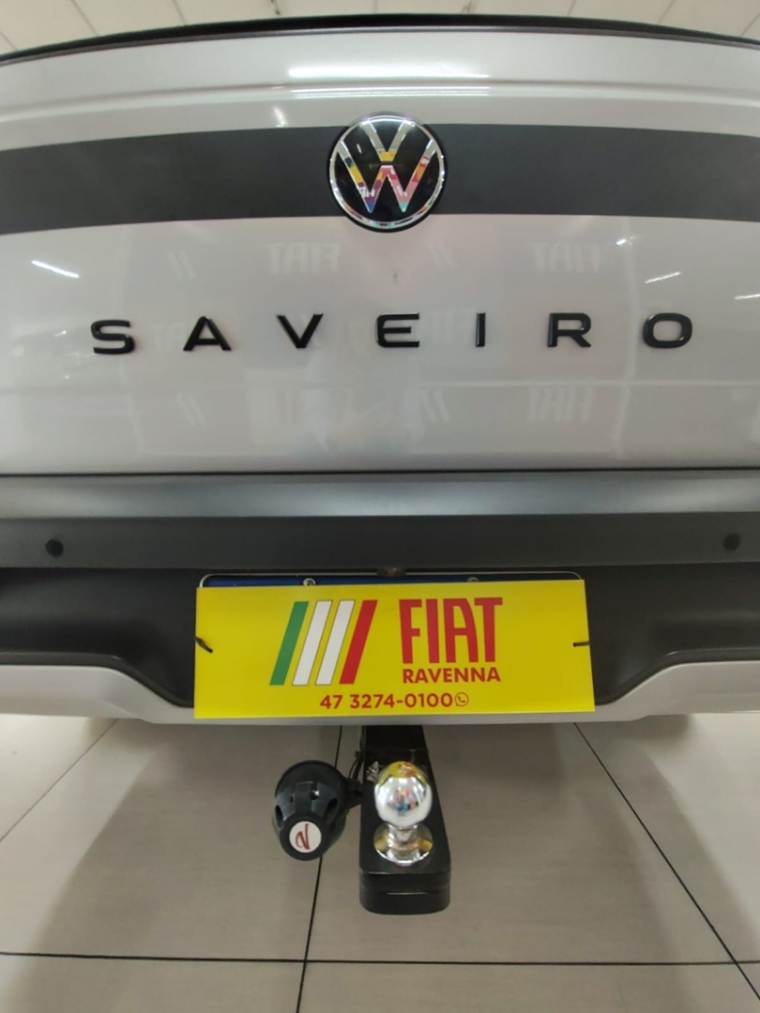 SAVEIRO
FIAT
RAVENNA
47 3274-0100